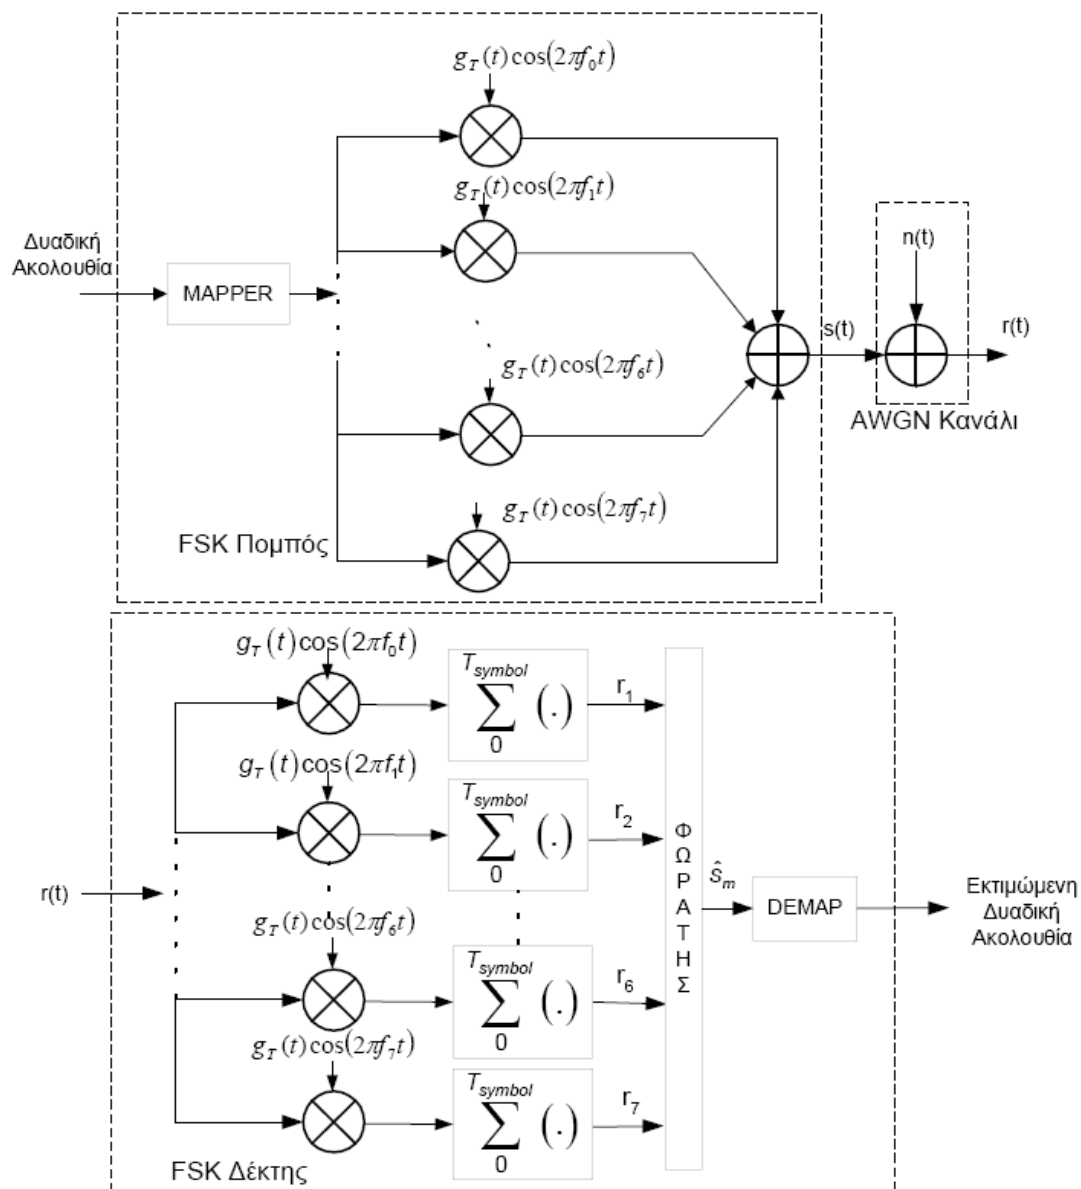 g_T(t)cos(2πf_0t)
g_T(t)cos(2πf_1t)
Δυαδική
Ακολουθία
MAPPER
n(t)
s(t)
r(t)
g_T(t)cos(2πf_6t)
AWGN Κανάλι
g_T(t)cos(2πf_7t)
FSK Πομπός
g_T(t)cos(2πf_0t)
T_symbol
∑ (.)
0
r_1
g_T(t)cos(2πf_1t)
T_symbol
∑ (.)
0
r_2
ΦΩΡΑΤΗΣ
r(t)
ŝ_m
DEMAP
Εκτιμώμενη
Δυαδική
Ακολουθία
g_T(t)cos(2πf_6t)
T_symbol
∑ (.)
0
r_6
g_T(t)cos(2πf_7t)
T_symbol
∑ (.)
0
r_7
FSK Δέκτης